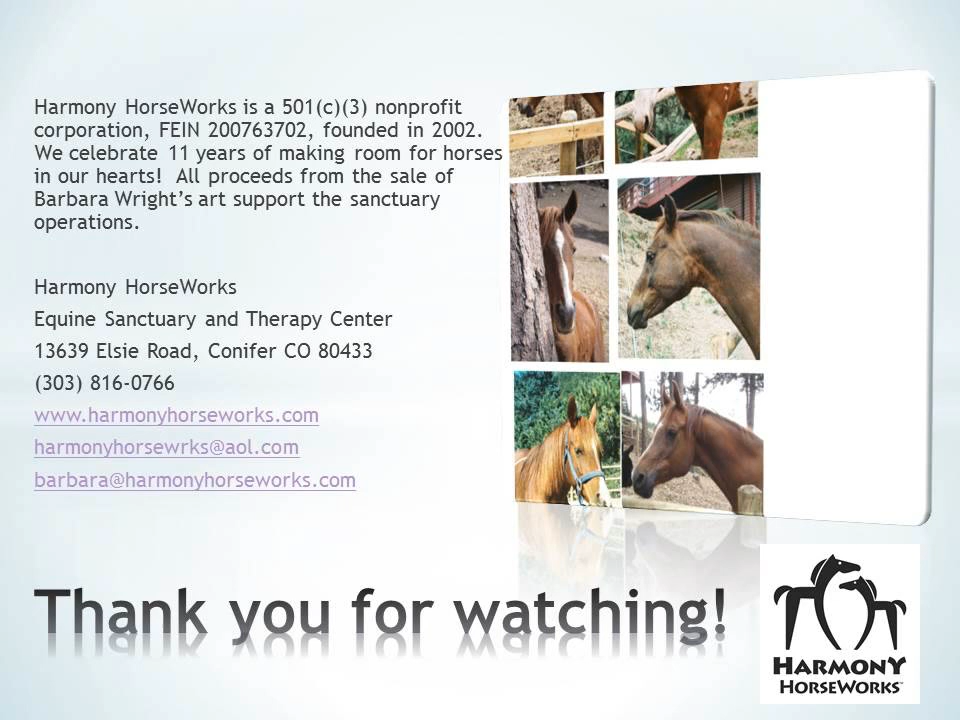 Harmony HorseWorks is a 501(c)(3) nonprofit
corporation, FEIN 200763702, founded in 2002.
We celebrate 11 years of making room for horses
in our hearts!  All proceeds from the sale of
Barbara Wright’s art support the sanctuary
operations.
Harmony HorseWorks
Equine Sanctuary and Therapy Center
13639 Elsie Road, Conifer CO 80433
(303) 816-0766
www.harmonyhorseworks.com
harmonyhorsewrks@aol.com
barbara@harmonyhorseworks.com
Thank you for watching!
HARMONY
HORSEWORKS™